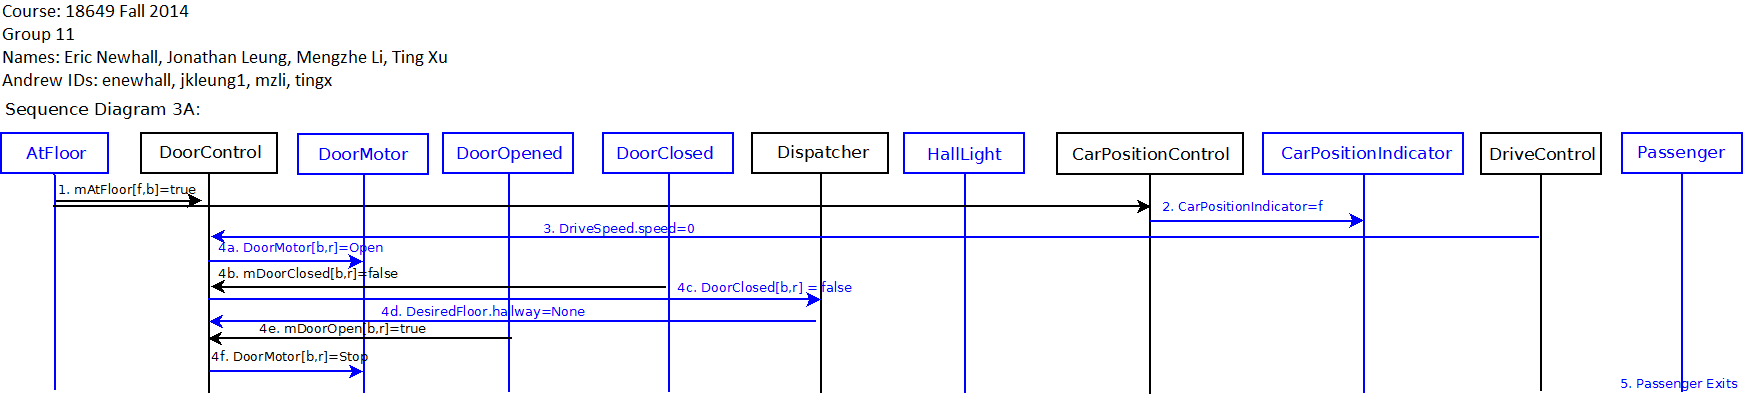 Course: 18649 Fall 2014
Group 11
Names: Eric Newhall, Jonathan Leung, Mengzhe Li, Ting Xu
Andrew IDs: enewhall, jkleung1, mzli, tingx
Sequence Diagram 3A:
AtFloor DoorControl DoorMotor DoorOpened DoorClosed Dispatcher HallLight CarPositionControl CarPositionIndicator DriveControl Passenger
1. mAtFloor[f,b]=true
2. CarPositionIndicator=f
3. DriveSpeed.speed=0
4a. DoorMotor[b,r]=Open
4b. mDoorClosed[b,r]=false
4c. DoorClosed[b,r] = false
4d. DesiredFloor.hallway=None
4e. mDoorOpen[b,r]=true
4f. DoorMotor[b,r]=Stop
5. Passenger Exits